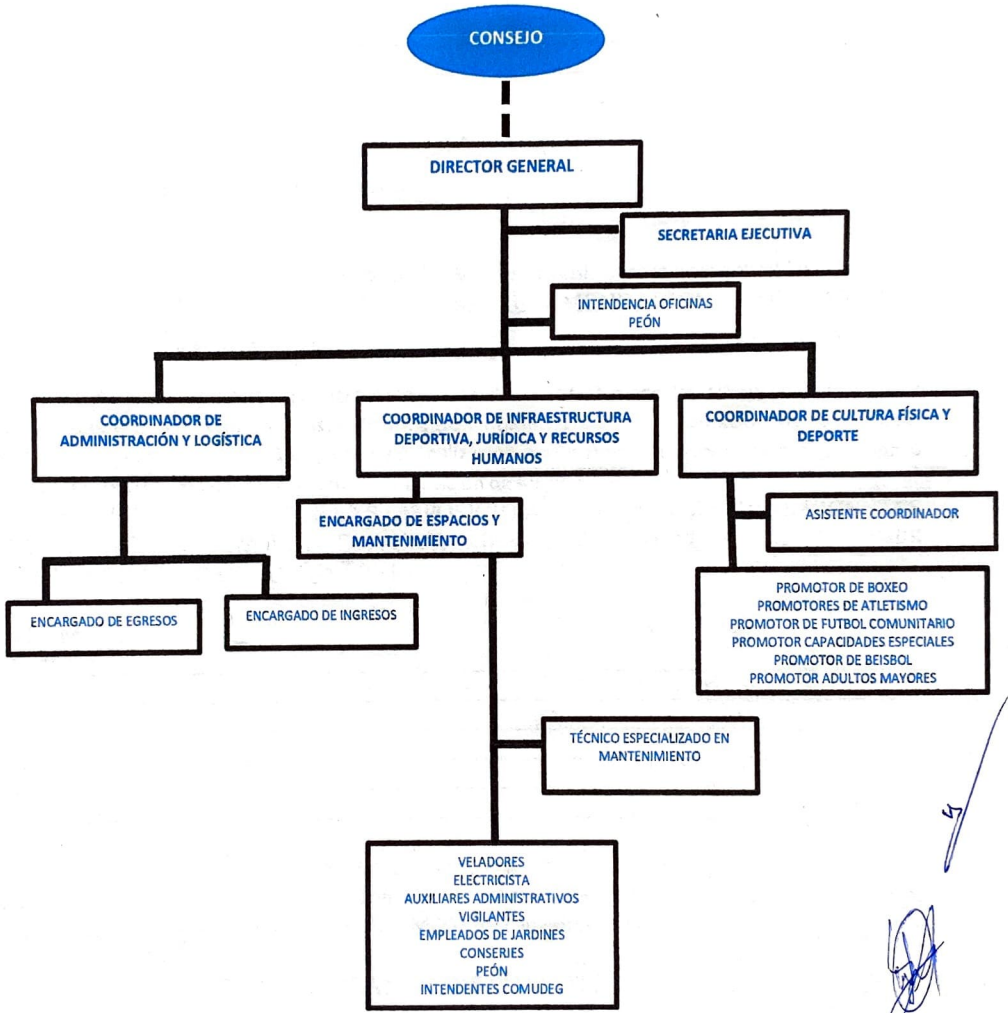 CONSEJO
DIRECTOR GENERAL
SECRETARIA EJECUTIVA
INTENDENCIA OFICINAS
PEÓN
COORDINADOR DE
ADMINISTRACIÓN Y LOGÍSTICA
COORDINADOR DE INFRAESTRUCTURA
DEPORTIVA, JURÍDICA Y RECURSOS
HUMANOS
COORDINADOR DE CULTURA FÍSICA Y
DEPORTE
ENCARGADO DE ESPACIOS Y
MANTENIMIENTO
ASISTENTE COORDINADOR
ENCARGADO DE EGRESOS
ENCARGADO DE INGRESOS
PROMOTOR DE BOXEO
PROMOTORES DE ATLETISMO
PROMOTOR DE FUTBOL COMUNITARIO
PROMOTOR CAPACIDADES ESPECIALES
PROMOTOR DE BEISBOL
PROMOTOR ADULTOS MAYORES
TÉCNICO ESPECIALIZADO EN
MANTENIMIENTO
VELADORES
ELECTRICISTA
AUXILIARES ADMINISTRATIVOS
VIGILANTES
EMPLEADOS DE JARDINES
CONSERJES
PEÓN
INTENDENTES COMUDEG